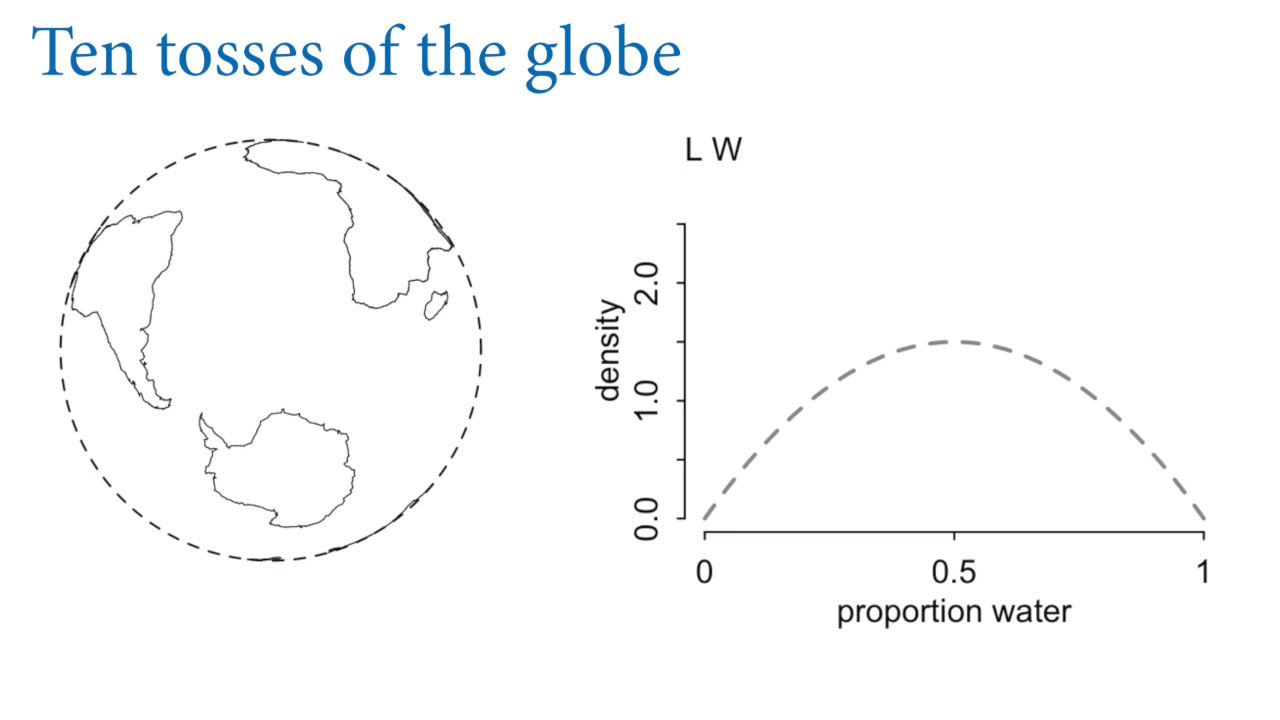 Ten tosses of the globe
L W
density
2.0
1.0
0.0
0 0.5 1
proportion water